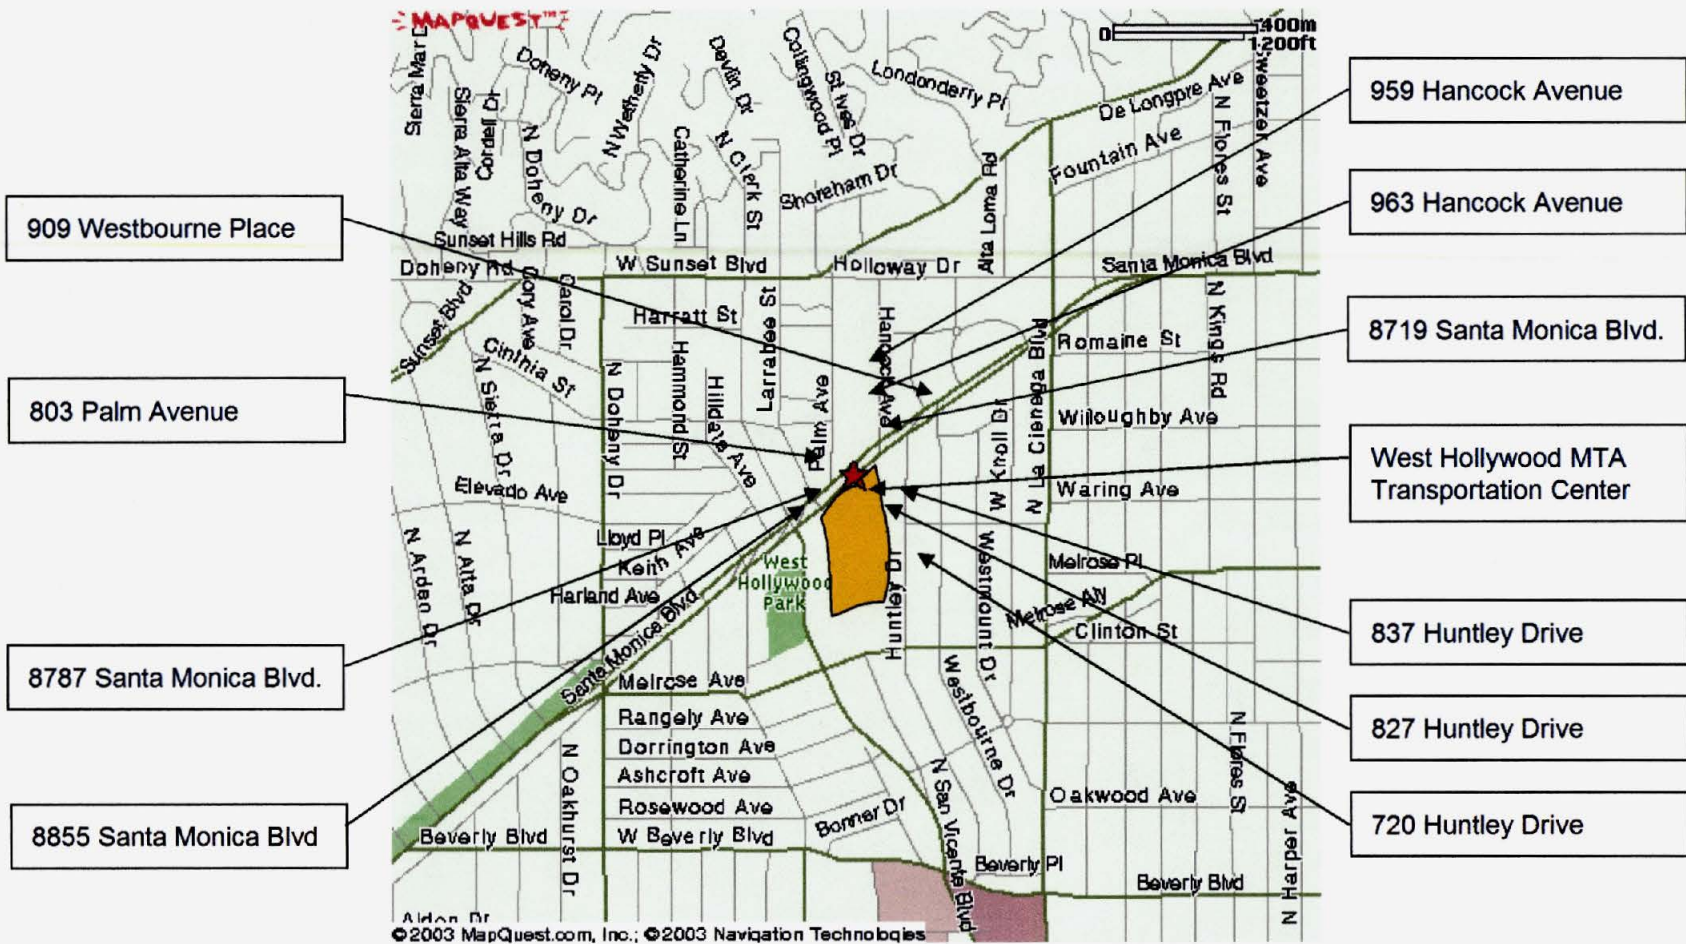 MAPQUEST™
0
400m
1200ft
Sierra Mar D
Doheny Pl
N Wetherly Dr
Devlin Dr
Collingwood Pl
St Ives Dr
Londonderry Pl
De Longpre Ave
N Flores St
Sweetzer Ave
959 Hancock Avenue
Sierra Alta Way
Cordell Dr
N Doheny Dr
Catherine Ln
N Clark St
Shoreham Dr
Alta Loma Rd
Fountain Ave
963 Hancock Avenue
909 Westbourne Place
Sunset Hills Rd
Doheny Rd
W Sunset Blvd
Holloway Dr
Santa Monica Blvd
Sunset Blvd
Cory Ave
Carol Dr
Harratt St
Larrabee St
Hancock Ave
N La Cienega Blvd
Romaine St
N Kings Rd
8719 Santa Monica Blvd.
803 Palm Avenue
Cinthia St
N Sierra Dr
N Doheny Dr
Hammond St
Hilldale Ave
Palm Ave
W Knoll Dr
Willoughby Ave
Elevado Ave
Waring Ave
West Hollywood MTA
Transportation Center
N Arden Dr
N Alta Dr
Lloyd Pl
Keith Ave
Harland Ave
West
Hollywood
Park
Huntley Dr
Westmount Dr
Melrose Pl
Melrose Aly
Clinton St
837 Huntley Drive
8787 Santa Monica Blvd.
Santa Monica Blvd
Melrose Ave
Rangely Ave
Dorrington Ave
Ashcroft Ave
Rosewood Ave
W Beverly Blvd
Westbourne Dr
N Flores St
827 Huntley Drive
8855 Santa Monica Blvd
Beverly Blvd
N Oakhurst Dr
Bonner Dr
N San Vicente Blvd
Oakwood Ave
N Harper Ave
720 Huntley Drive
Beverly Pl
Beverly Blvd
Alden Dr
©2003 MapQuest.com, Inc.; ©2003 Navigation Technologies